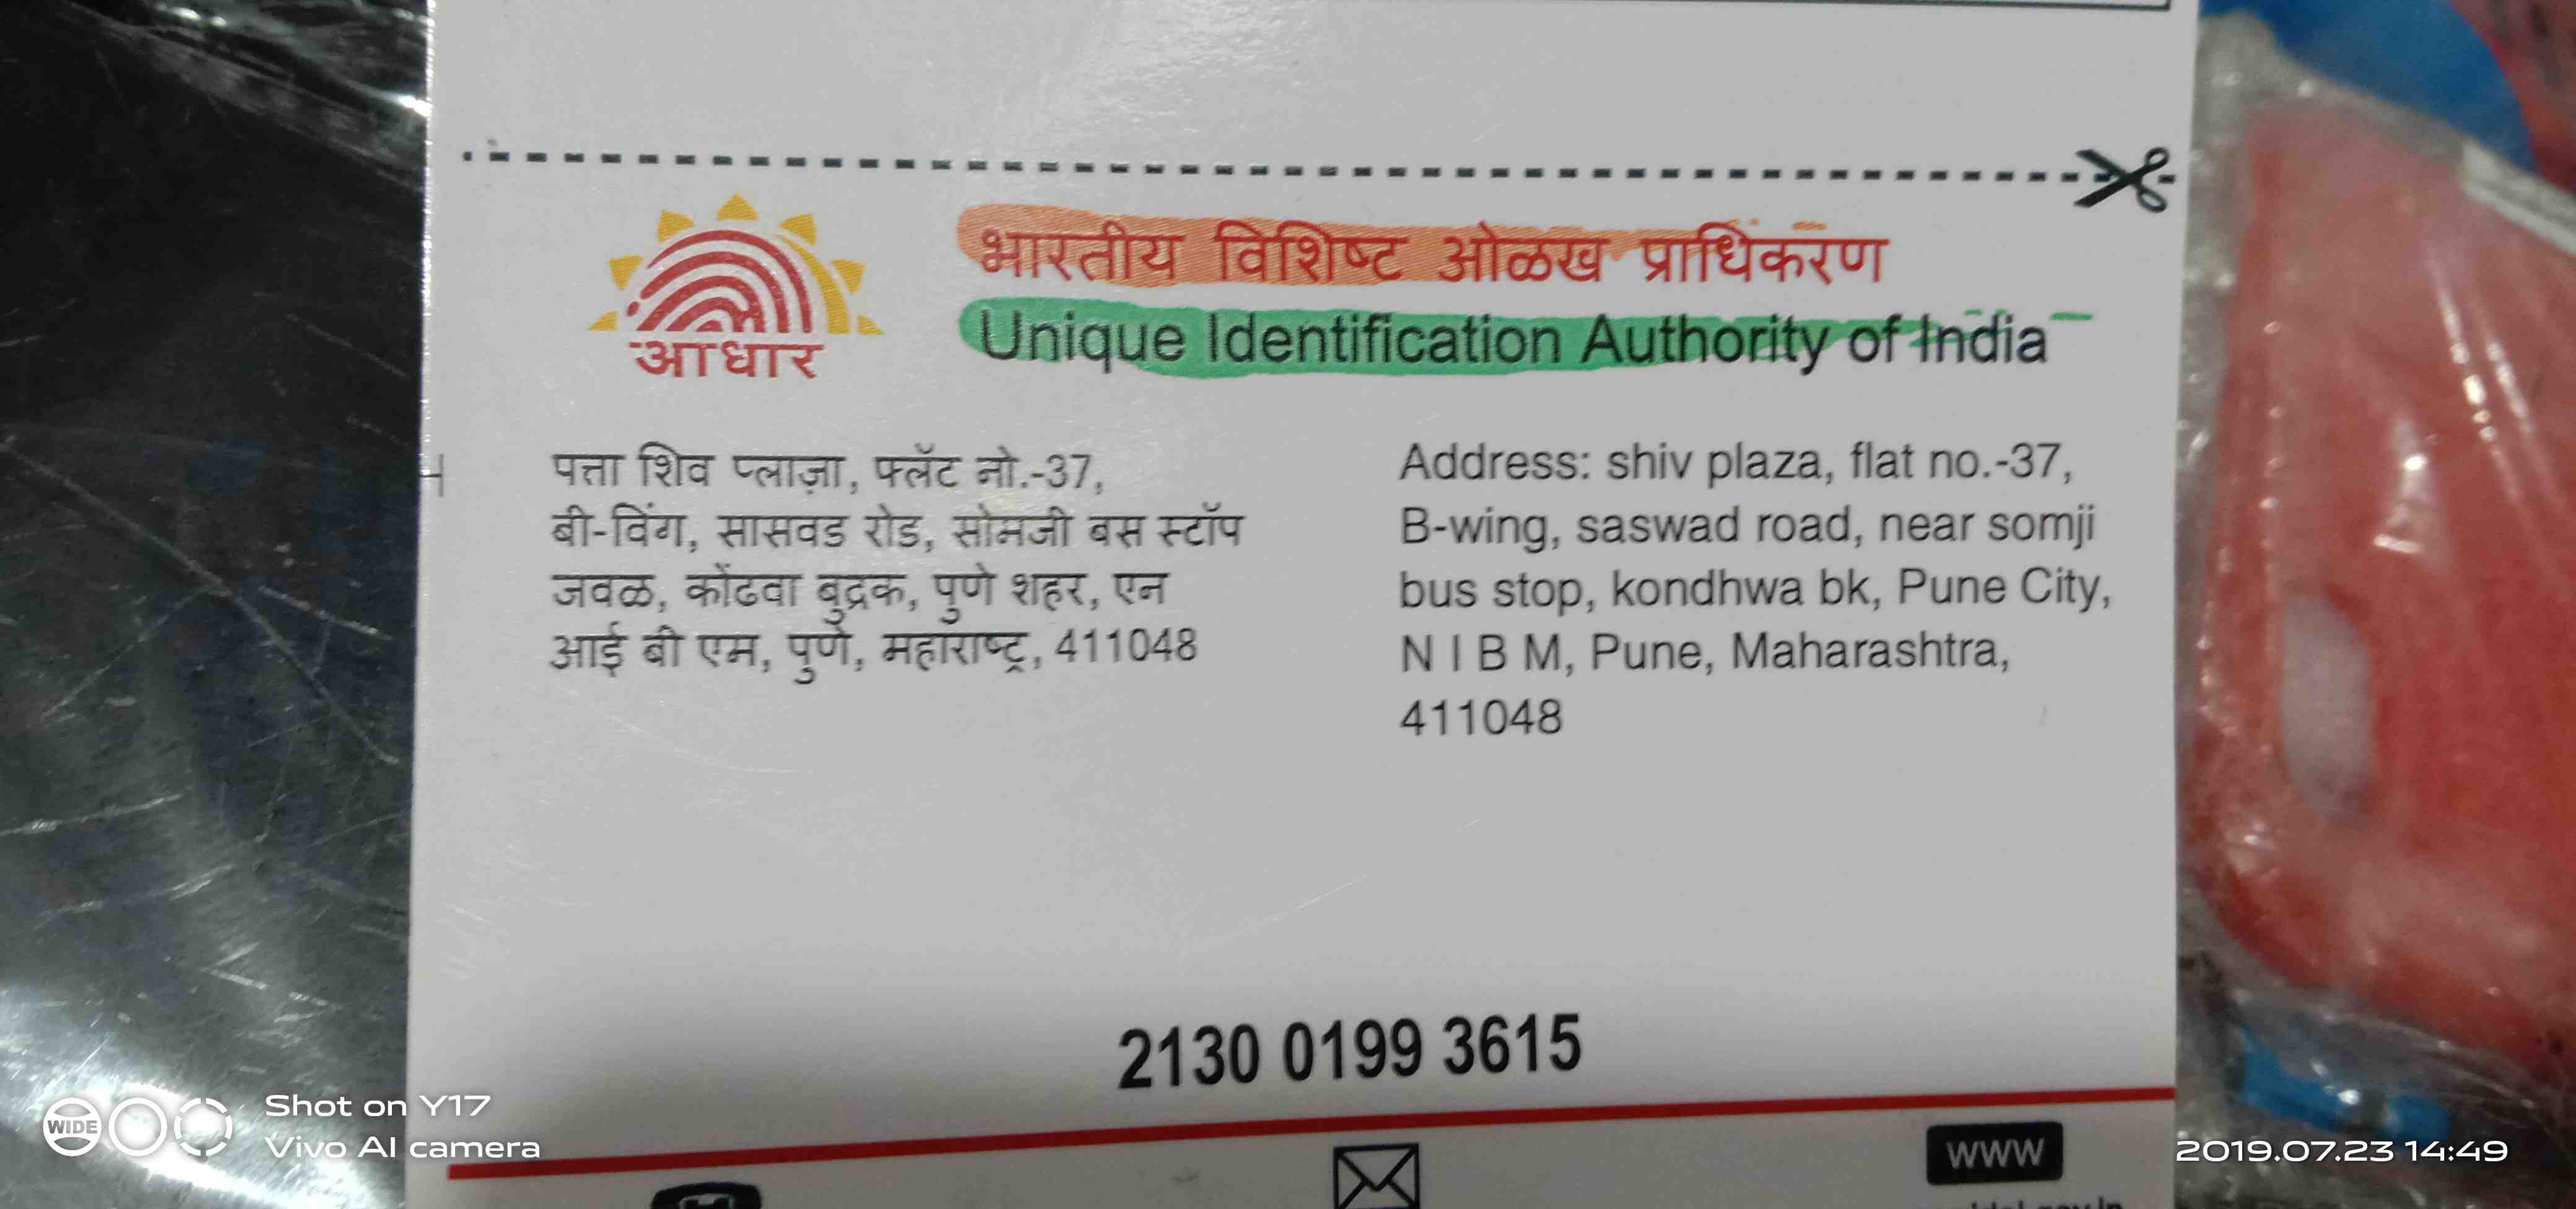 भारतीय विशिष्ट ओळख प्राधिकरण
Unique Identification Authority of India
आधार
पत्ता शिव प्लाज़ा, फ्लॅट नो.-37,
बी-विंग, सासवड रोड, सोमजी बस स्टॉप
जवळ, कोंढवा बुद्रक, पुणे शहर, एन
आई बी एम, पुणे, महाराष्ट्र, 411048
Address: shiv plaza, flat no.-37,
B-wing, saswad road, near somji
bus stop, kondhwa bk, Pune City,
N I B M, Pune, Maharashtra,
411048
2130 0199 3615
WWW
WIDE
Shot on Y17
Vivo AI camera
2019.07.23 14:49